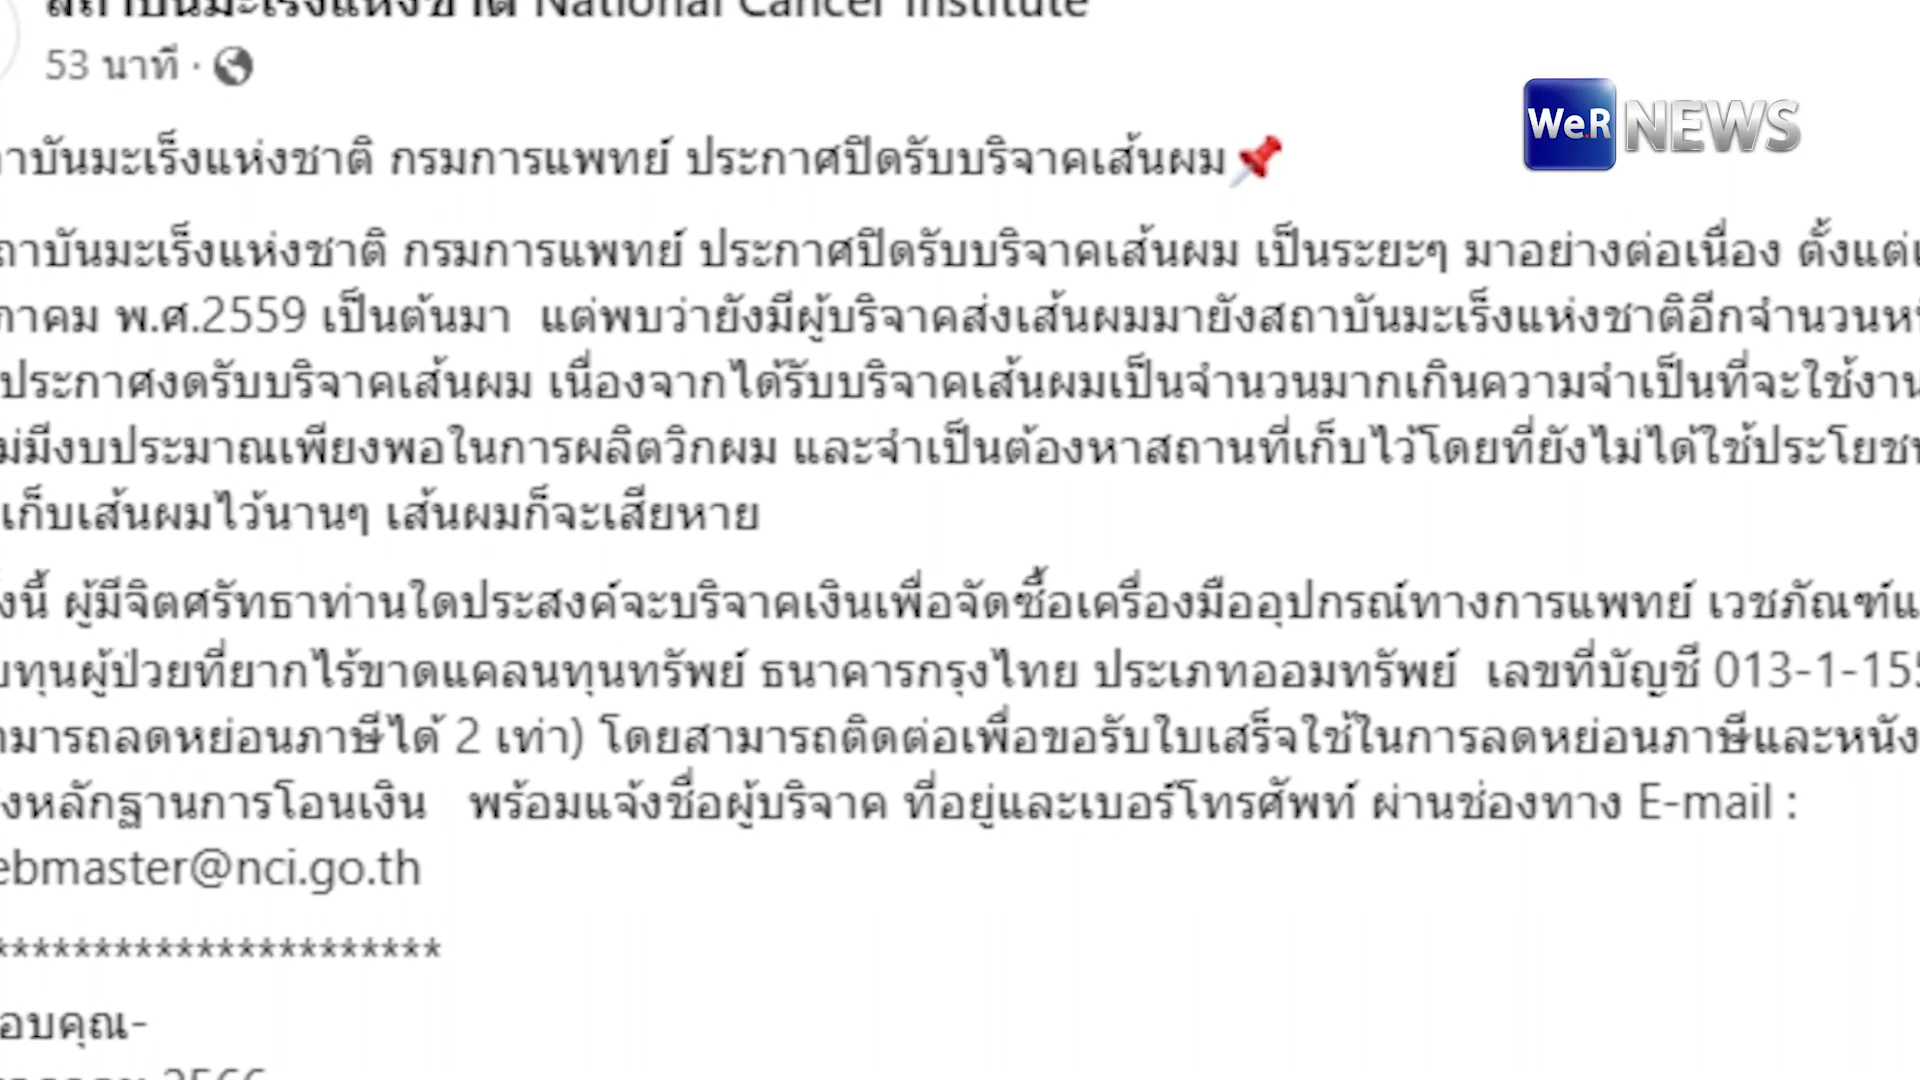 สถาบันมะเร็งแห่งชาติ National Cancer Institute
53 นาที ·
WeR NEWS
าบันมะเร็งแห่งชาติ กรมการแพทย์ ประกาศปิดรับบริจาคเส้นผม📌
าบันมะเร็งแห่งชาติ กรมการแพทย์ ประกาศปิดรับบริจาคเส้นผม เป็นระยะๆ มาอย่างต่อเนื่อง ตั้งแต่เ
าคม พ.ศ.2559 เป็นต้นมา แต่พบว่ายังมีผู้บริจาคส่งเส้นผมมายังสถาบันมะเร็งแห่งชาติอีกจำนวนหนึ
ประกาศงดรับบริจาคเส้นผม เนื่องจากได้รับบริจาคเส้นผมเป็นจำนวนมากเกินความจำเป็นที่จะใช้งาน
ม่มีงบประมาณเพียงพอในการผลิตวิกผม และจำเป็นต้องหาสถานที่เก็บไว้โดยที่ยังไม่ได้ใช้ประโยชน
เก็บเส้นผมไว้นานๆ เส้นผมก็จะเสียหาย
งนี้ ผู้มีจิตศรัทธาท่านใดประสงค์จะบริจาคเงินเพื่อจัดซื้อเครื่องมืออุปกรณ์ทางการแพทย์ เวชภัณฑ์แ
ทุนผู้ป่วยที่ยากไร้ขาดแคลนทุนทรัพย์ ธนาคารกรุงไทย ประเภทออมทรัพย์ เลขที่บัญชี 013-1-155
ามารถลดหย่อนภาษีได้ 2 เท่า) โดยสามารถติดต่อเพื่อขอรับใบเสร็จใช้ในการลดหย่อนภาษีและหนัง
งหลักฐานการโอนเงิน พร้อมแจ้งชื่อผู้บริจาค ที่อยู่และเบอร์โทรศัพท์ ผ่านช่องทาง E-mail :
ebmaster@nci.go.th
**********************
อบคุณ-
2566